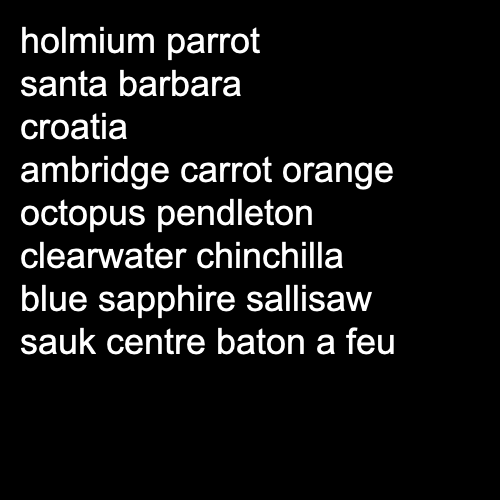 holmium parrot
santa barbara
croatia
ambridge carrot orange
octopus pendleton
clearwater chinchilla
blue sapphire sallisaw
sauk centre baton a feu